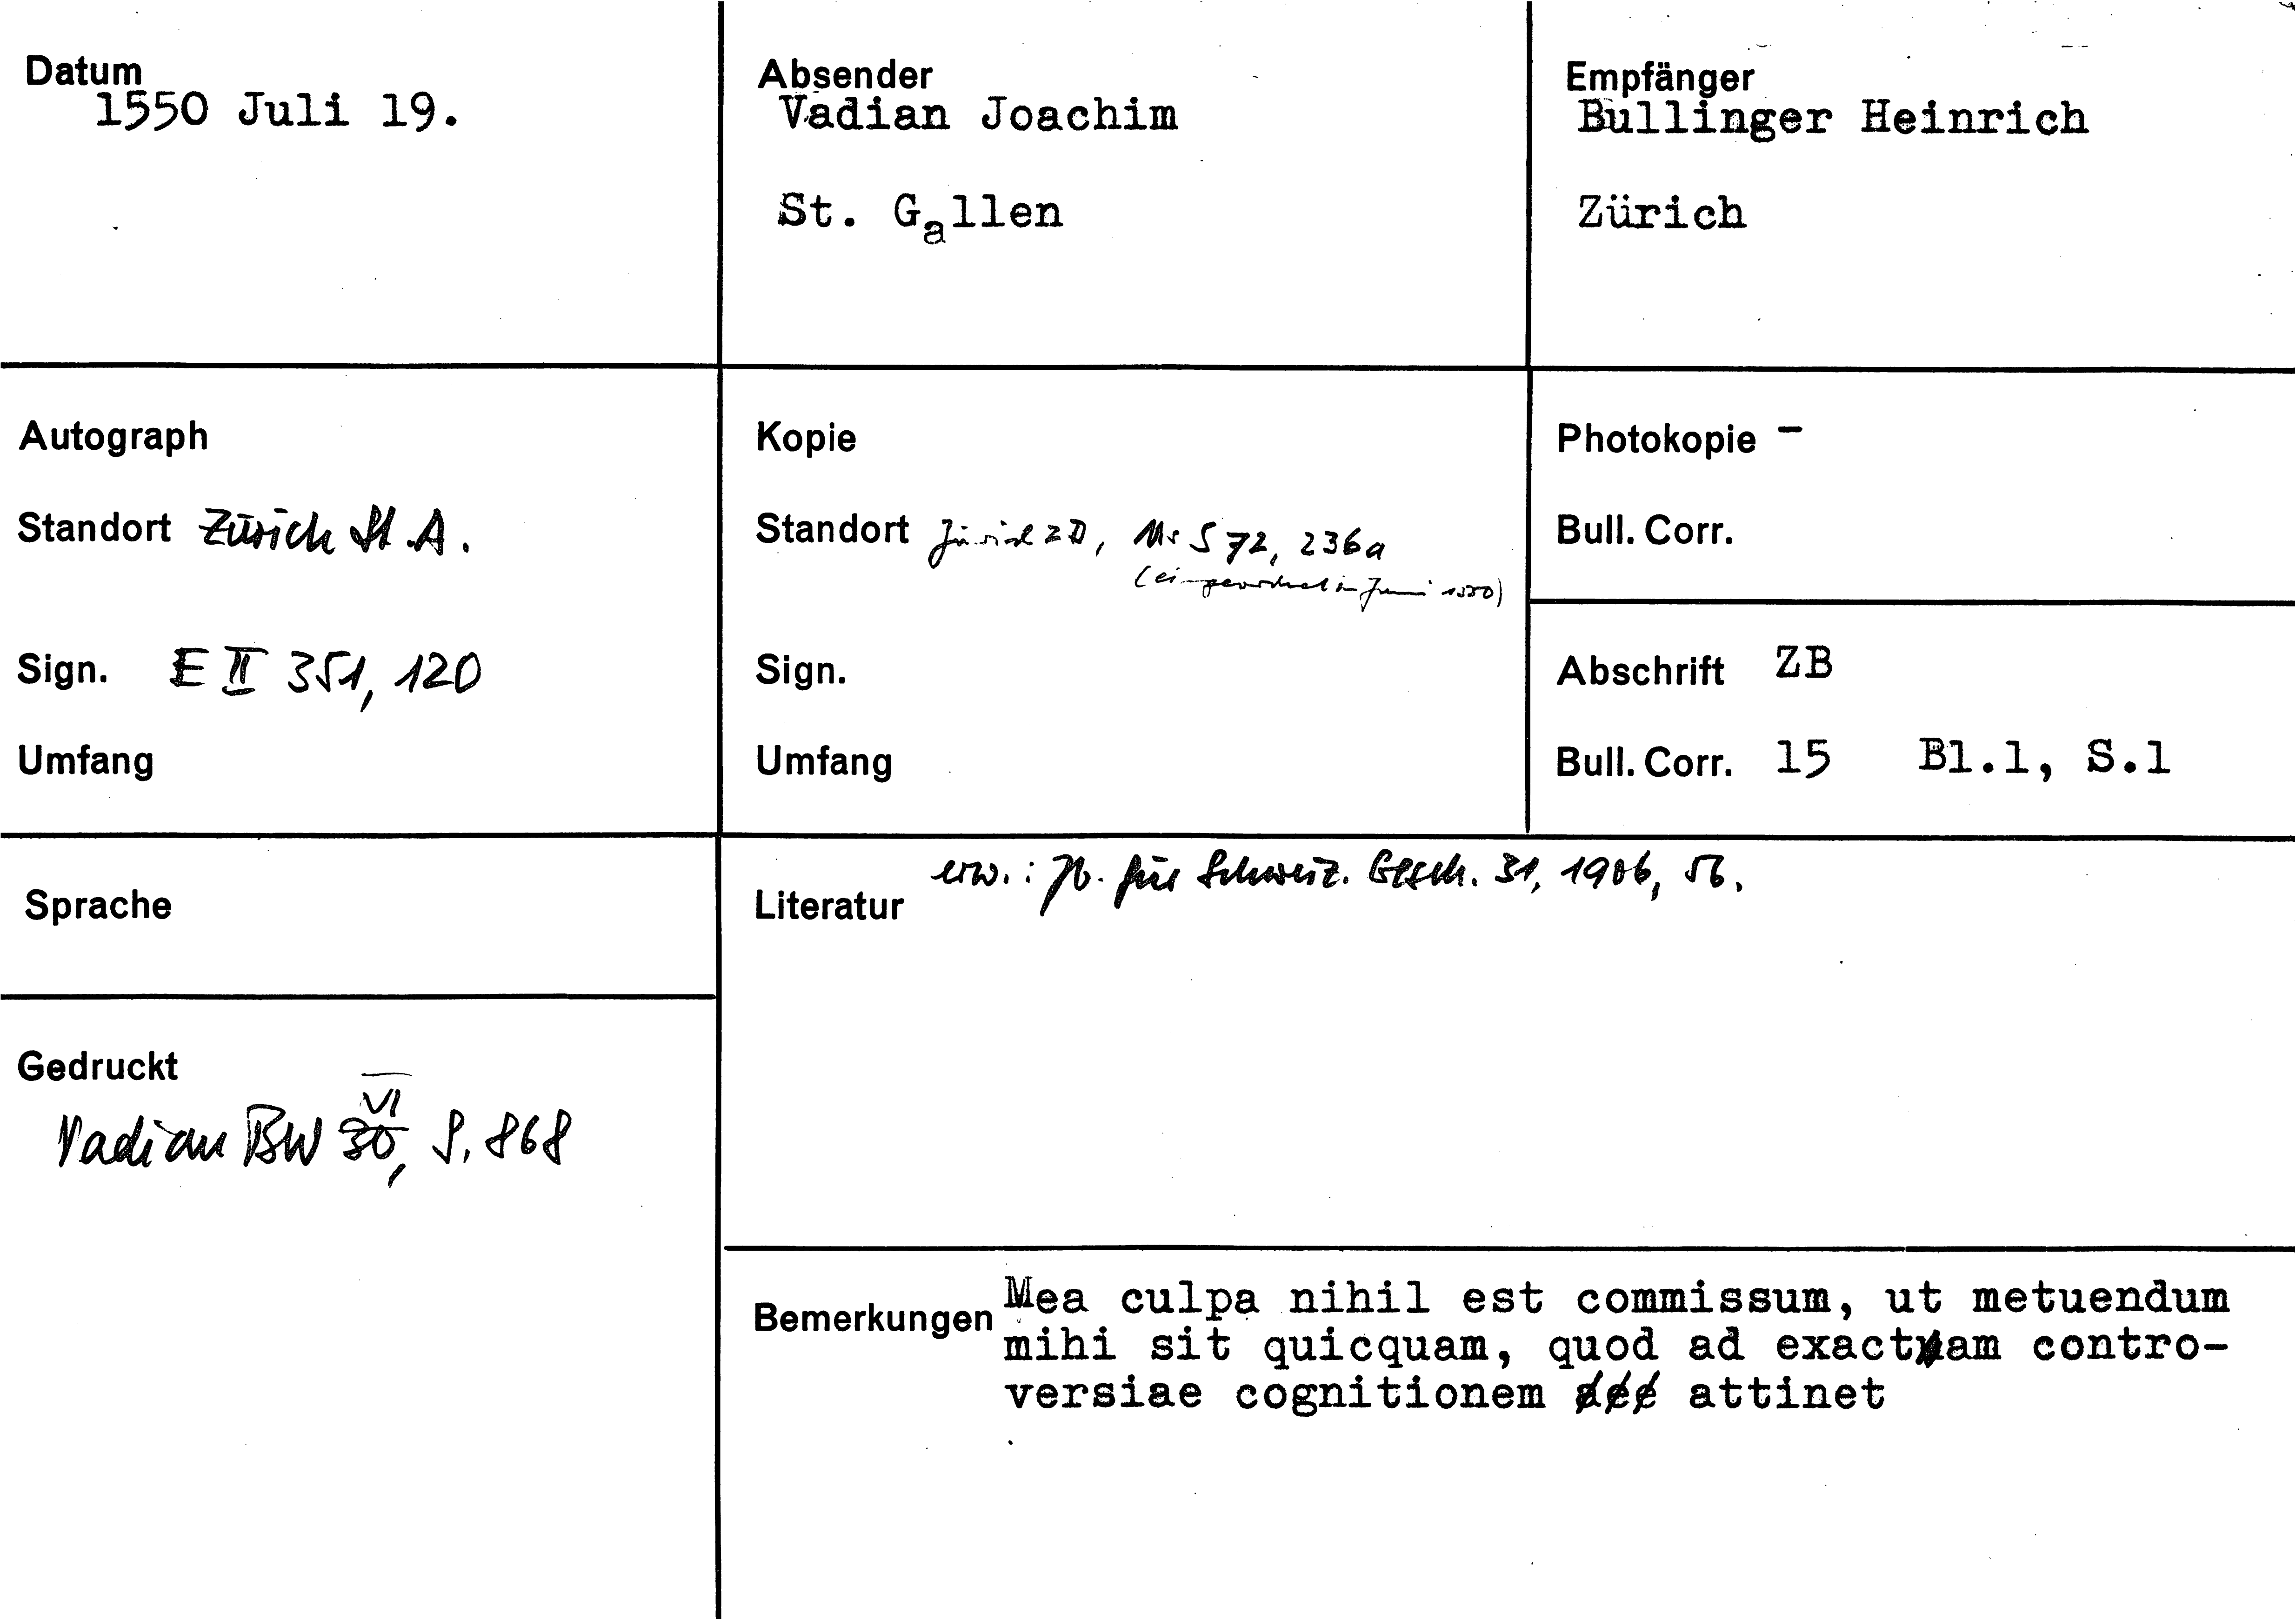 Datum
1550 Juli 19.
Absender
Vadian Joachim
St. Gallen
Empfänger
Bullinger Heinrich
Zürich
Autograph
Standort Zürich St.A.
Sign. E II 351, 120
Umfang
Kopie
Standort Zürich ZB, Ms S 72, 236a
(eingeordnet in Juni 1550)
Sign.
Umfang
Photokopie -
Bull. Corr.
Abschrift ZB
Bull. Corr. 15 Bl.1, S.1
Sprache
Literatur erw.: Jb. für Schweiz. Gesch. 31, 1906, 56.
Gedruckt
VI
Vadian BW 30, S. 868
Bemerkungen Mea culpa nihil est commissum, ut metuendum
mihi sit quicquam, quod ad exactam contro-
versiae cognitionem attinet